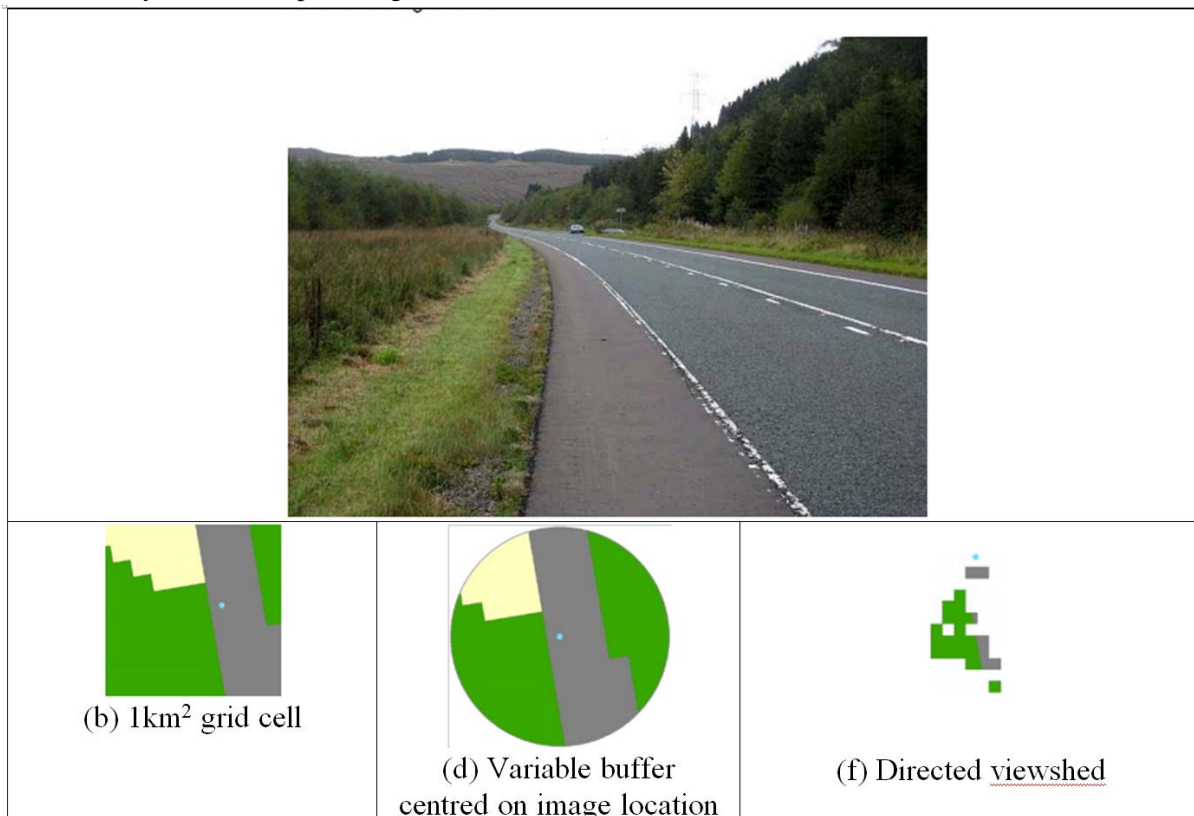 (b) 1km² grid cell
(d) Variable buffer
centred on image location
(f) Directed viewshed